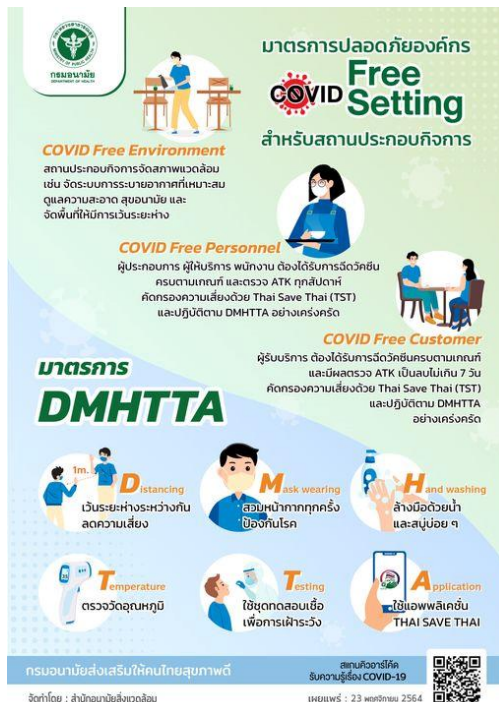 กรมอนามัย
DEPARTMENT OF HEALTH
มาตรการปลอดภัยองค์กร
COVID Free Setting
สำหรับสถานประกอบกิจการ
COVID Free Environment
สถานประกอบกิจการจัดสภาพแวดล้อม
เช่น จัดระบบการระบายอากาศที่เหมาะสม
ดูแลความสะอาด สุขอนามัย และ
จัดพื้นที่ให้มีการเว้นระยะห่าง
COVID Free Personnel
ผู้ประกอบการ ผู้ให้บริการ พนักงาน ต้องได้รับการฉีดวัคซีน
ครบตามเกณฑ์ และตรวจ ATK ทุกสัปดาห์
คัดกรองความเสี่ยงด้วย Thai Save Thai (TST)
และปฏิบัติตาม DMHTTA อย่างเคร่งครัด
COVID Free Customer
ผู้รับบริการ ต้องได้รับการฉีดวัคซีนครบตามเกณฑ์
และมีผลตรวจ ATK เป็นลบไม่เกิน 7 วัน
คัดกรองความเสี่ยงด้วย Thai Save Thai (TST)
และปฏิบัติตาม DMHTTA
อย่างเคร่งครัด
มาตรการ
DMHTTA
1m.
Distancing
เว้นระยะห่างระหว่างกัน
ลดความเสี่ยง
Mask wearing
สวมหน้ากากทุกครั้ง
ป้องกันโรค
Hand washing
ล้างมือด้วยน้ำ
และสบู่บ่อย ๆ
Temperature
ตรวจวัดอุณหภูมิ
Testing
ใช้ชุดทดสอบเชื้อ
เพื่อการเฝ้าระวัง
Application
ใช้แอพพลิเคชั่น
THAI SAVE THAI
กรมอนามัยส่งเสริมให้คนไทยสุขภาพดี
สแกนคิวอาร์โค้ด
รับความรู้เรื่อง COVID-19
จัดทำโดย : สำนักอนามัยสิ่งแวดล้อม
เผยแพร่ : 23 พฤศจิกายน 2564